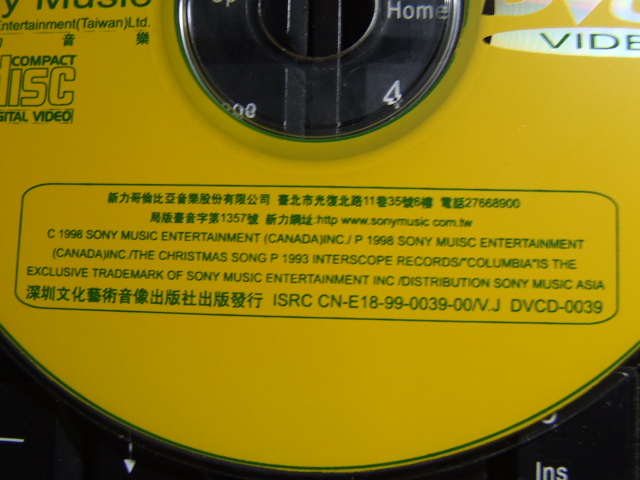 y Music
Entertainment(Taiwan)Ltd.
音樂
COMPACT
disc
DIGITAL VIDEO
Home
4
VIDE
新力哥倫比亞音樂股份有限公司 臺北市光復北路11巷35號6樓 電話27668900
局版臺音字第1357號 新力網址:http www.sonymusic.com.tw
C 1998 SONY MUSIC ENTERTAINMENT (CANADA)INC./ P 1998 SONY MUISC ENTERTAINMENT
(CANADA)INC./THE CHRISTMAS SONG P 1993 INTERSCOPE RECORDS/"COLUMBIA"IS THE
EXCLUSIVE TRADEMARK OF SONY MUSIC ENTERTAINMENT INC /DISTRIBUTION SONY MUSIC ASIA
深圳文化藝術音像出版社出版發行 ISRC CN-E18-99-0039-00/V.J DVCD-0039
Ins